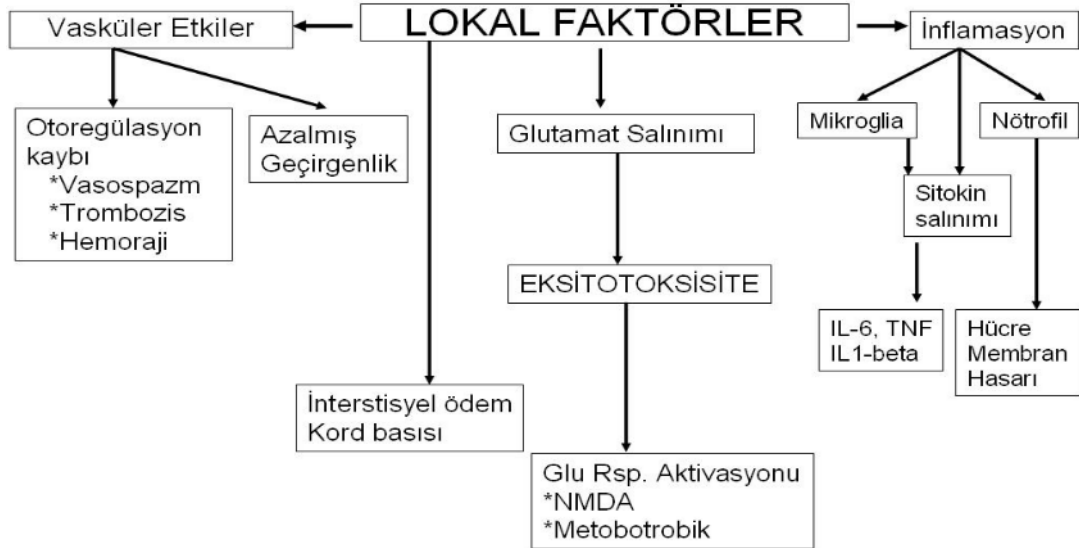 Vasküler Etkiler
LOKAL FAKTÖRLER
İnflamasyon
Otoregülasyon
kaybı
*Vasospazm
*Trombozis
*Hemoraji
Azalmış
Geçirgenlik
Glutamat Salınımı
Mikroglia
Nötrofil
Sitokin
salınımı
EKSİTOTOKSİSİTE
IL-6, TNF
IL1-beta
Hücre
Membran
Hasarı
İnterstisyel ödem
Kord basısı
Glu Rsp. Aktivasyonu
*NMDA
*Metobotrobik